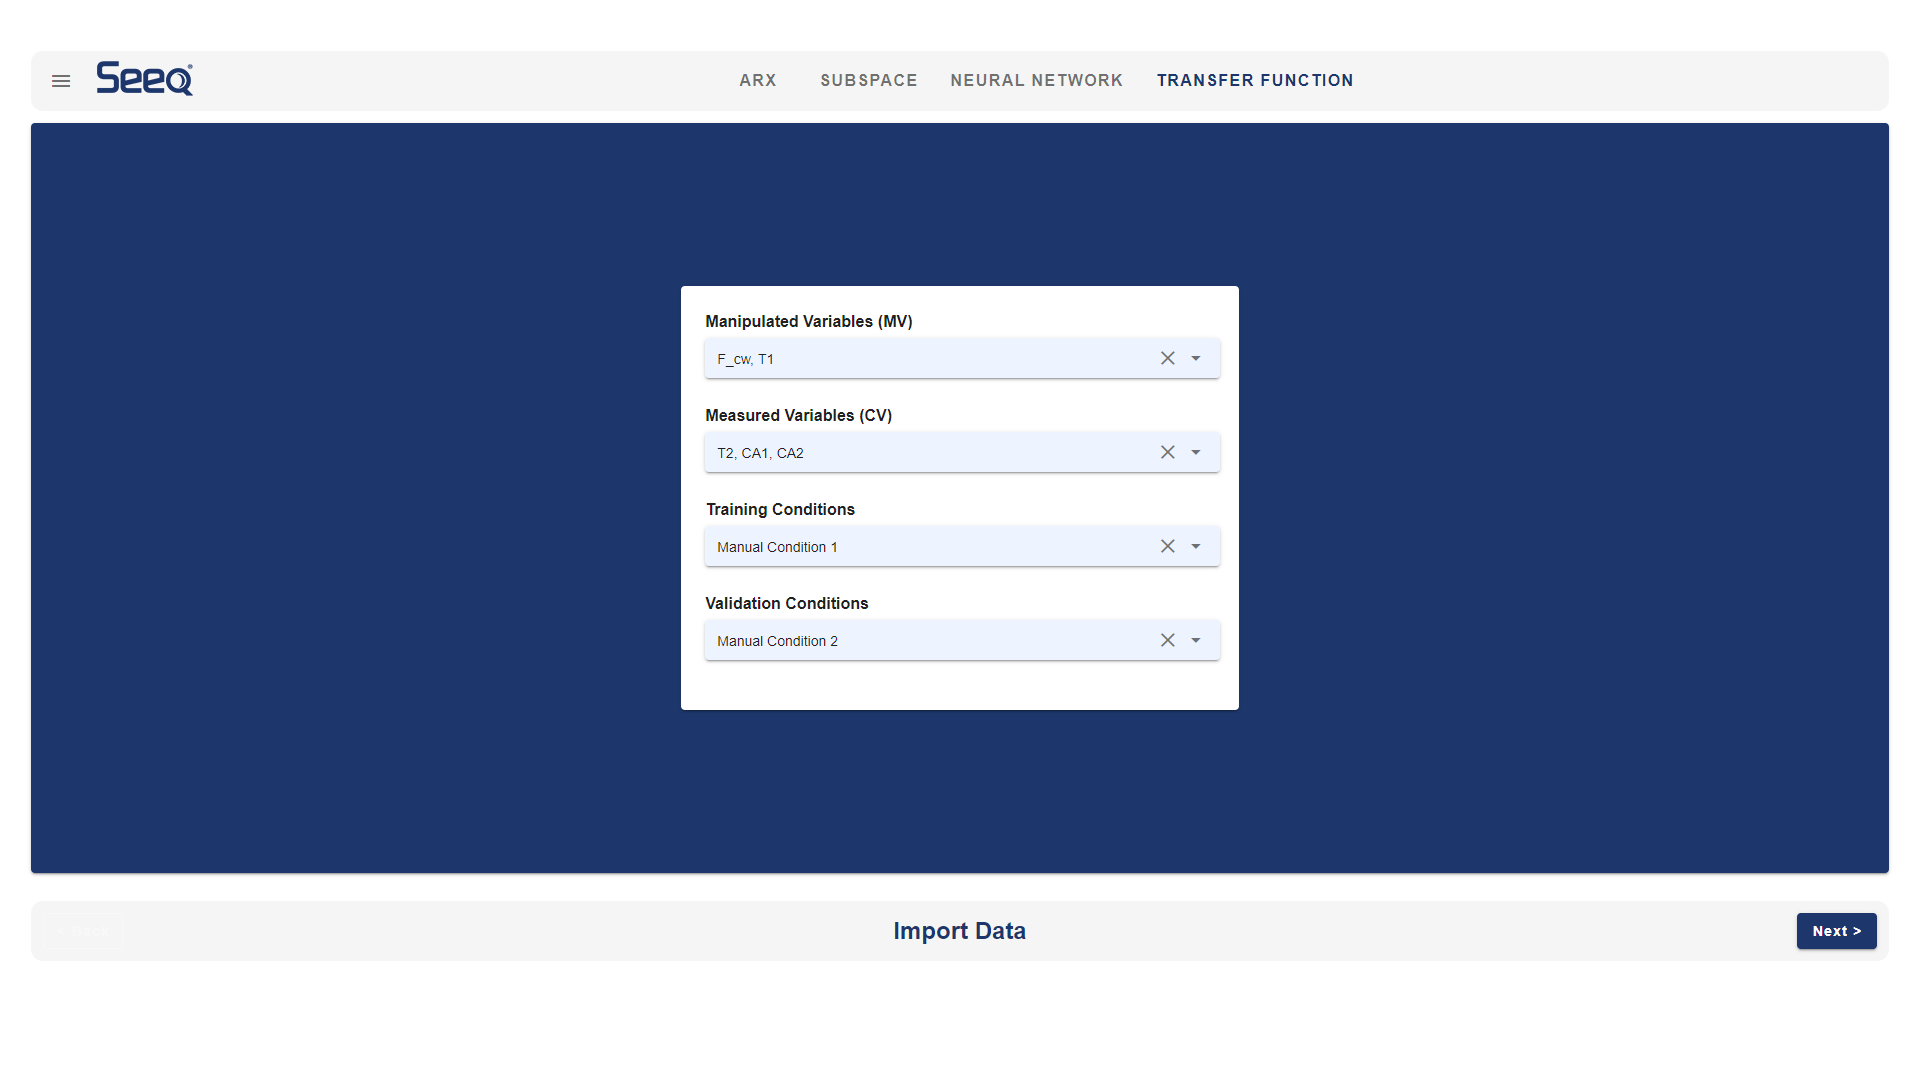 Seeq®
ARX SUBSPACE NEURAL NETWORK TRANSFER FUNCTION
Manipulated Variables (MV)
F_cw, T1
Measured Variables (CV)
T2, CA1, CA2
Training Conditions
Manual Condition 1
Validation Conditions
Manual Condition 2
< Back
Import Data
Next >